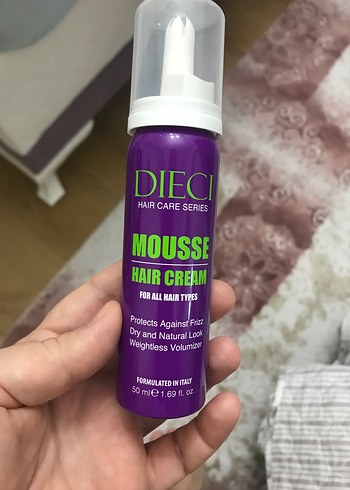 DIECI
HAIR CARE SERIES
MOUSSE
HAIR CREAM
FOR ALL HAIR TYPES
Protects Against Frizz
Dry and Natural Look
Weightless Volumizer
FORMULATED IN ITALY
50 ml ℮ 1.69 fl. oz.